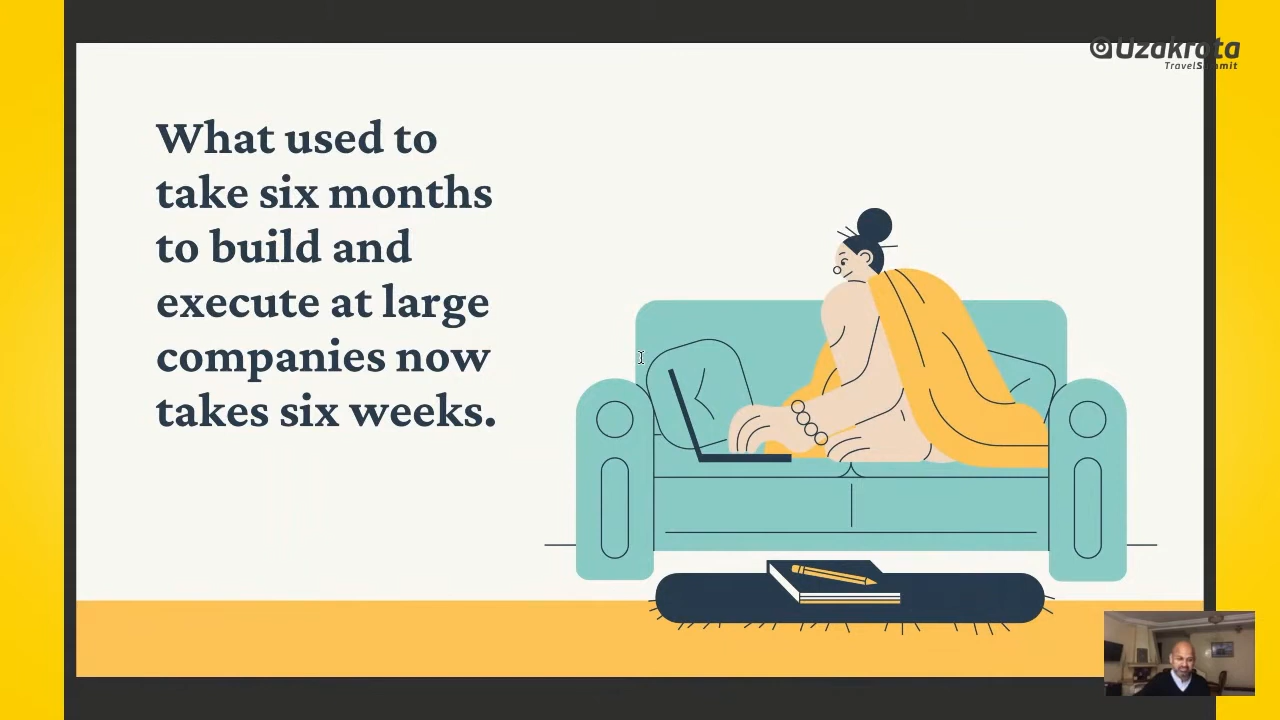 Uzakrota
TravelSummit
What used to
take six months
to build and
execute at large
companies now
takes six weeks.